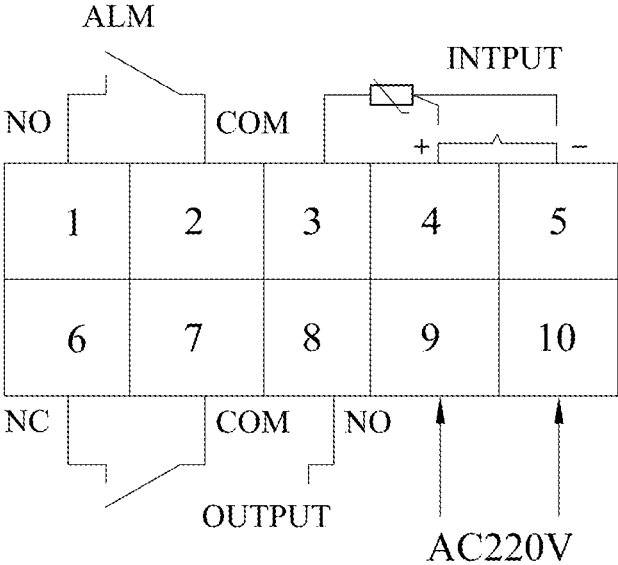 ALM
INTPUT
NO COM + −
1 2 3 4 5
6 7 8 9 10
NC COM NO
OUTPUT
AC220V